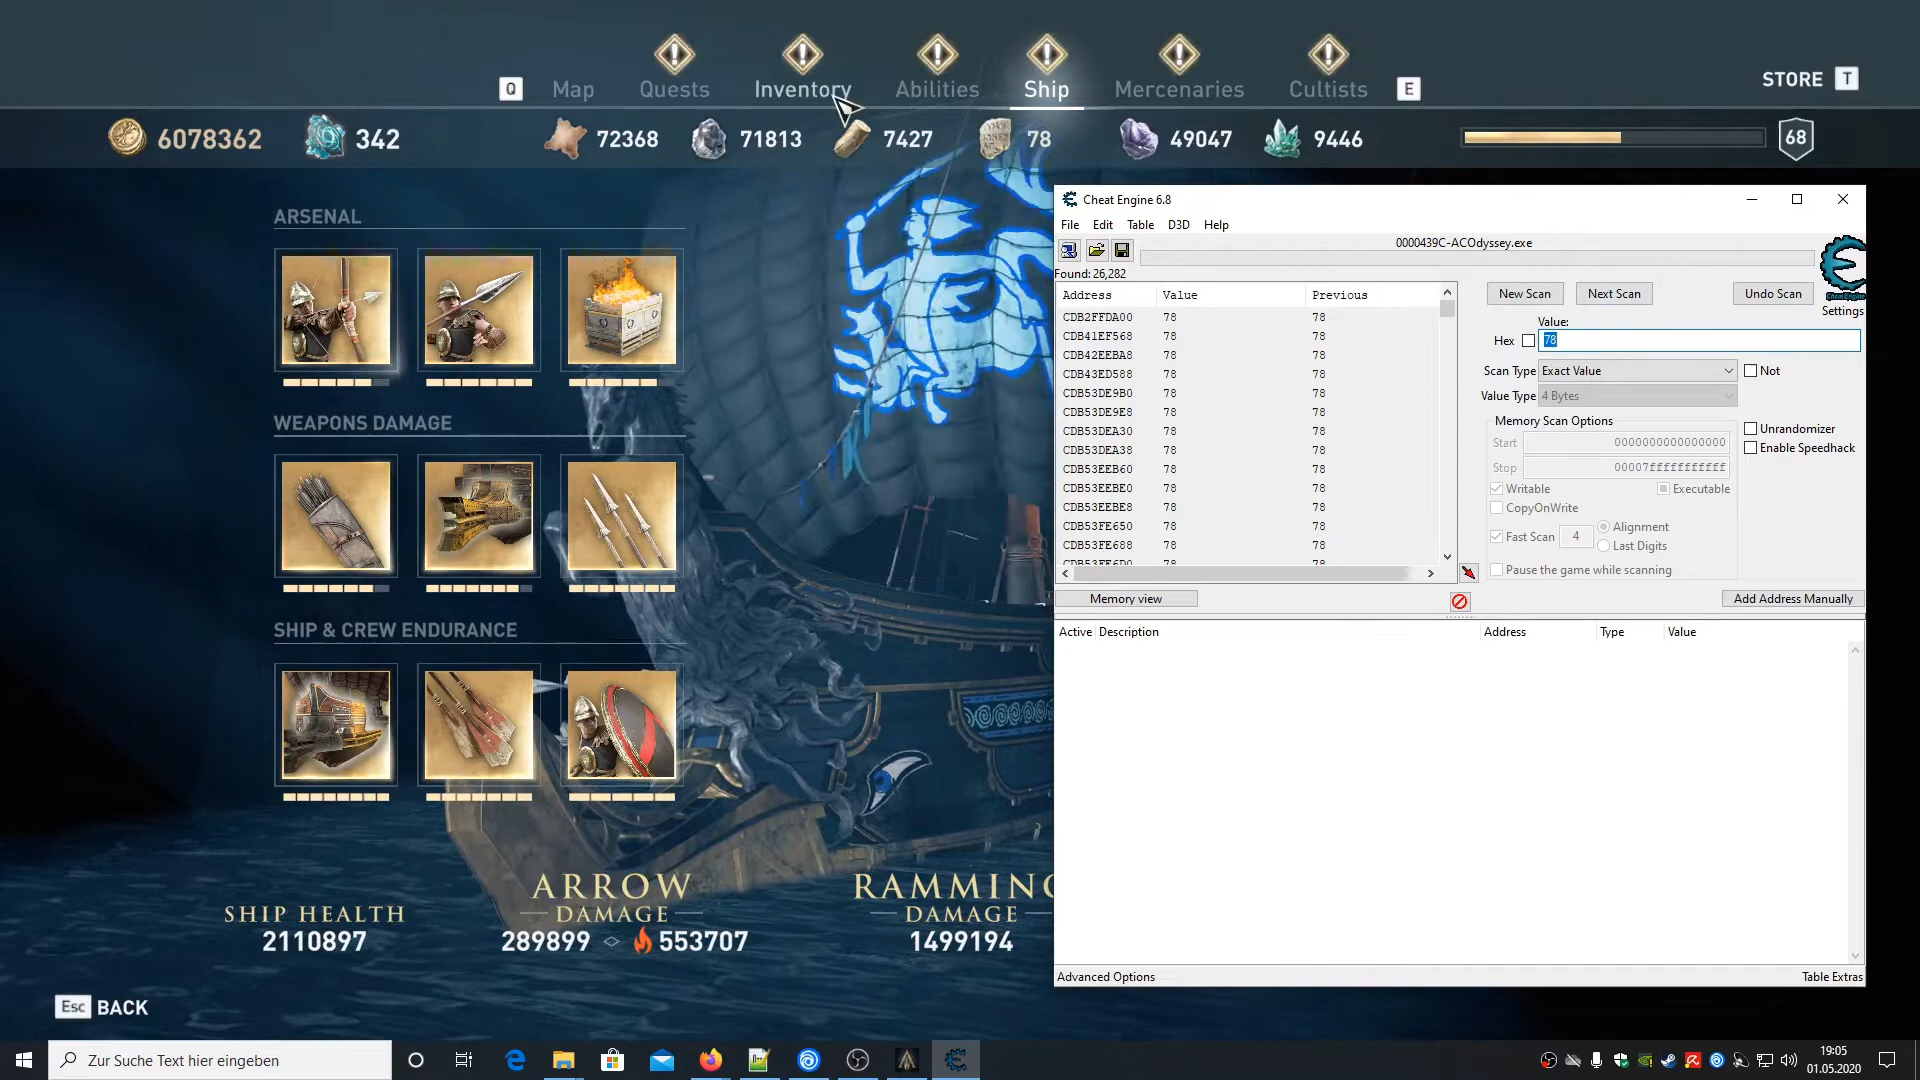 Q Map Quests Inventory Abilities Ship Mercenaries Cultists E
STORE T
6078362 342 72368 71813 7427 78 49047 9446 68
ARSENAL
WEAPONS DAMAGE
SHIP & CREW ENDURANCE
SHIP HEALTH
2110897
ARROW
DAMAGE
289899 553707
RAMMING
DAMAGE
1499194
Esc BACK
Cheat Engine 6.8
File Edit Table D3D Help
0000439C-ACOdyssey.exe
Found: 26,282
Address Value Previous
CDB2FFDA00 78 78
CDB41EF568 78 78
CDB42EEBA8 78 78
CDB43ED588 78 78
CDB53DE9B0 78 78
CDB53DE9E8 78 78
CDB53DEA30 78 78
CDB53DEA38 78 78
CDB53EEB60 78 78
CDB53EEBE0 78 78
CDB53EEBE8 78 78
CDB53FE650 78 78
CDB53FE688 78 78
CDB53FE6D0 78 78
New Scan Next Scan Undo Scan
Cheat Engine
Settings
Value:
Hex 78
Scan Type Exact Value Not
Value Type 4 Bytes
Memory Scan Options
Start 0000000000000000
Stop 00007fffffffffff
Writable Executable
CopyOnWrite
Fast Scan 4 Alignment
Last Digits
Pause the game while scanning
Unrandomizer
Enable Speedhack
Memory view
Add Address Manually
Active Description Address Type Value
Advanced Options Table Extras
Zur Suche Text hier eingeben
19:05
01.05.2020